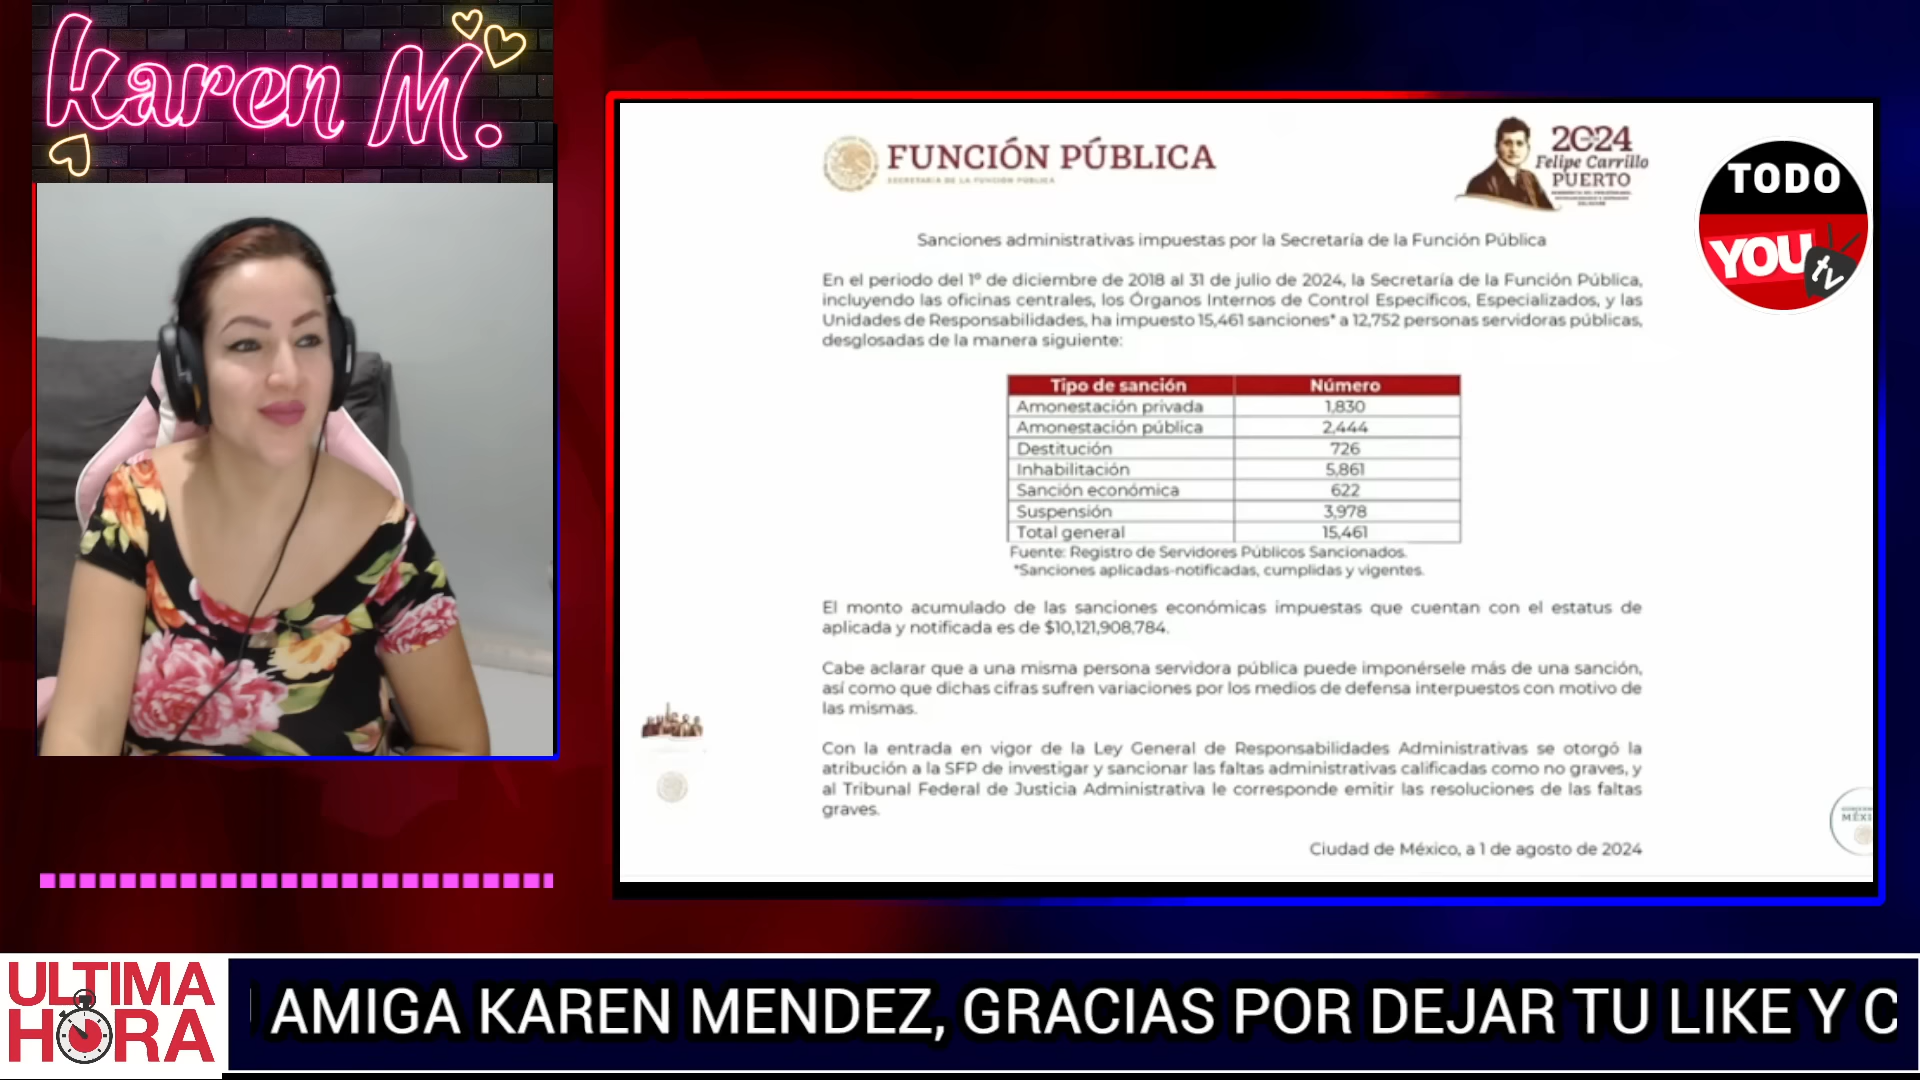 Karen M.
FUNCIÓN PÚBLICA
SECRETARÍA DE LA FUNCIÓN PÚBLICA
2024
Felipe Carrillo
PUERTO
TODO
YOU
tv
Sanciones administrativas impuestas por la Secretaría de la Función Pública
En el periodo del 1º de diciembre de 2018 al 31 de julio de 2024, la Secretaría de la Función Pública,
incluyendo las oficinas centrales, los Órganos Internos de Control Específicos, Especializados, y las
Unidades de Responsabilidades, ha impuesto 15,461 sanciones* a 12,752 personas servidoras públicas,
desglosadas de la manera siguiente:
Tipo de sanción Número
Amonestación privada 1,830
Amonestación pública 2,444
Destitución 726
Inhabilitación 5,861
Sanción económica 622
Suspensión 3,978
Total general 15,461
Fuente: Registro de Servidores Públicos Sancionados.
*Sanciones aplicadas-notificadas, cumplidas y vigentes.
El monto acumulado de las sanciones económicas impuestas que cuentan con el estatus de
aplicada y notificada es de $10,121,908,784.
Cabe aclarar que a una misma persona servidora pública puede imponérsele más de una sanción,
así como que dichas cifras sufren variaciones por los medios de defensa interpuestos con motivo de
las mismas.
Con la entrada en vigor de la Ley General de Responsabilidades Administrativas se otorgó la
atribución a la SFP de investigar y sancionar las faltas administrativas calificadas como no graves, y
al Tribunal Federal de Justicia Administrativa le corresponde emitir las resoluciones de las faltas
graves.
Ciudad de México, a 1 de agosto de 2024
ULTIMA
HORA
AMIGA KAREN MENDEZ, GRACIAS POR DEJAR TU LIKE Y C